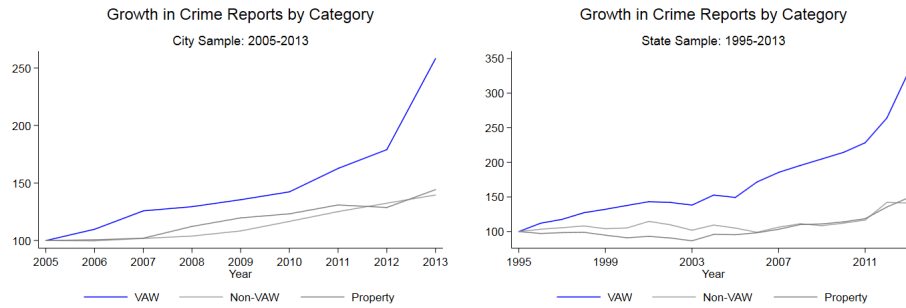 Growth in Crime Reports by Category
City Sample: 2005-2013
250
200
150
100
2005 2006 2007 2008 2009 2010 2011 2012 2013
Year
VAW Non-VAW Property
Growth in Crime Reports by Category
State Sample: 1995-2013
350
300
250
200
150
100
1995 1999 2003 2007 2011
Year
VAW Non-VAW Property